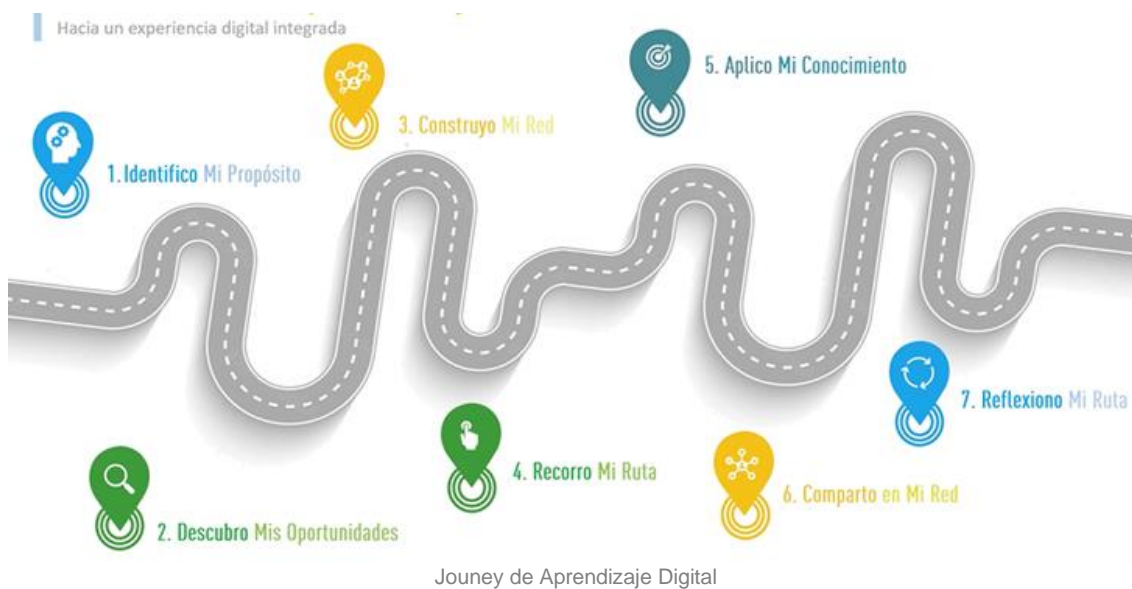 Hacia un experiencia digital integrada
1. Identifico Mi Propósito
2. Descubro Mis Oportunidades
3. Construyo Mi Red
4. Recorro Mi Ruta
5. Aplico Mi Conocimiento
6. Comparto en Mi Red
7. Reflexiono Mi Ruta
Jouney de Aprendizaje Digital